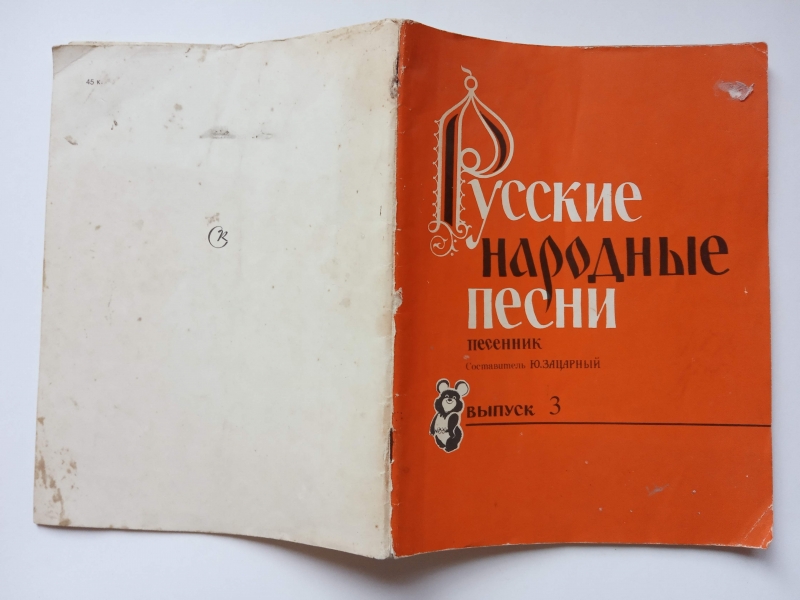 45 к.
Русские
народные
песни
песенник
Составитель Ю.ЗАЦАРНЫЙ
ВЫПУСК 3